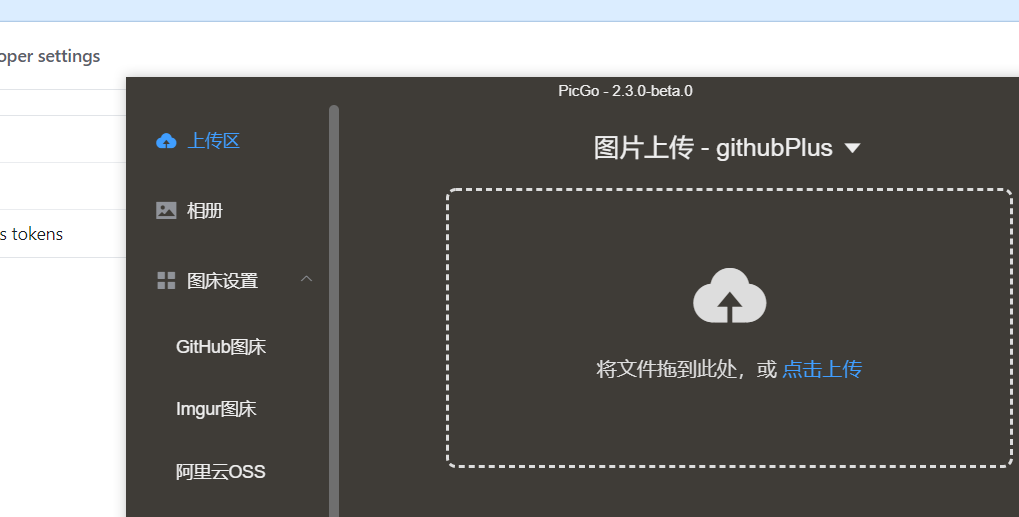 oper settings
PicGo - 2.3.0-beta.0
上传区
图片上传 - githubPlus
相册
s tokens
图床设置
GitHub图床
将文件拖到此处，或 点击上传
Imgur图床
阿里云OSS